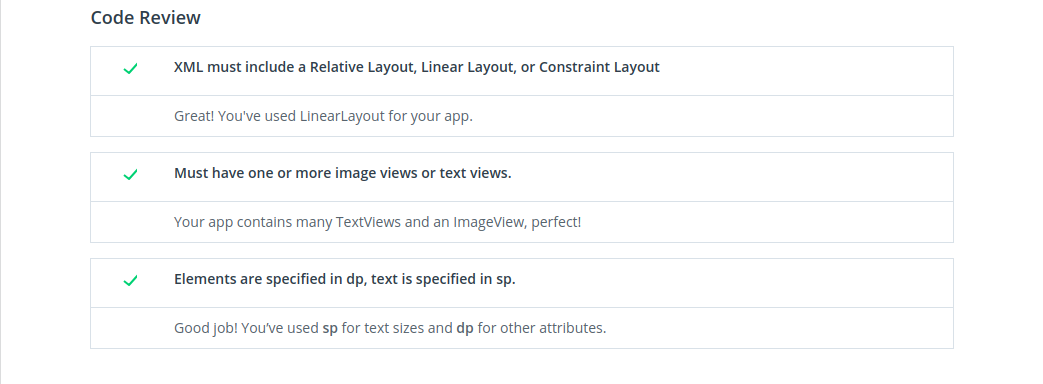 Code Review
XML must include a Relative Layout, Linear Layout, or Constraint Layout
Great! You've used LinearLayout for your app.
Must have one or more image views or text views.
Your app contains many TextViews and an ImageView, perfect!
Elements are specified in dp, text is specified in sp.
Good job! You’ve used sp for text sizes and dp for other attributes.